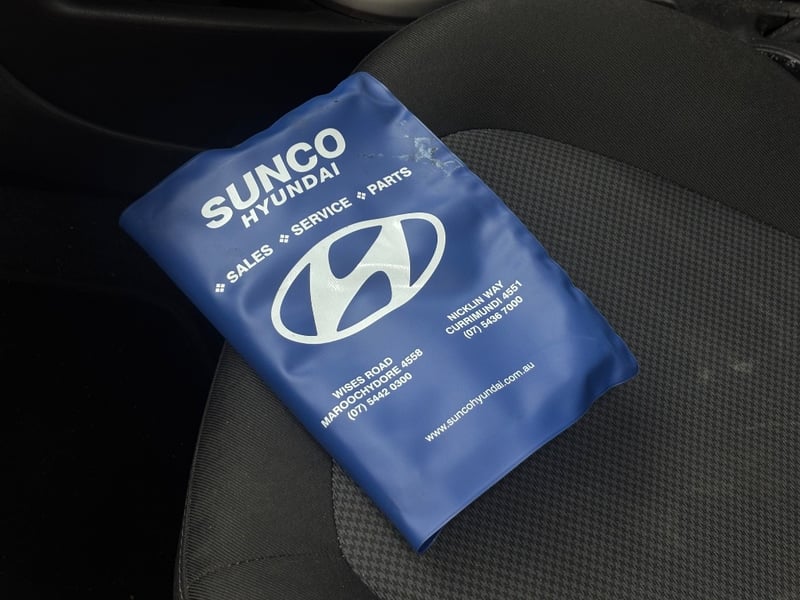 SUNCO
HYUNDAI
❖ SALES ❖ SERVICE ❖ PARTS
WISES ROAD
MAROOCHYDORE 4558
(07) 5442 0300
NICKLIN WAY
CURRIMUNDI 4551
(07) 5436 7000
www.suncohyundai.com.au